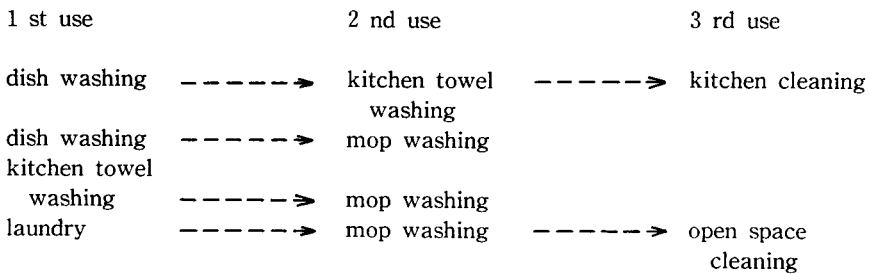 1 st use 2 nd use 3 rd use
dish washing kitchen towel kitchen cleaning
washing
dish washing mop washing
kitchen towel
washing mop washing
laundry mop washing open space
cleaning